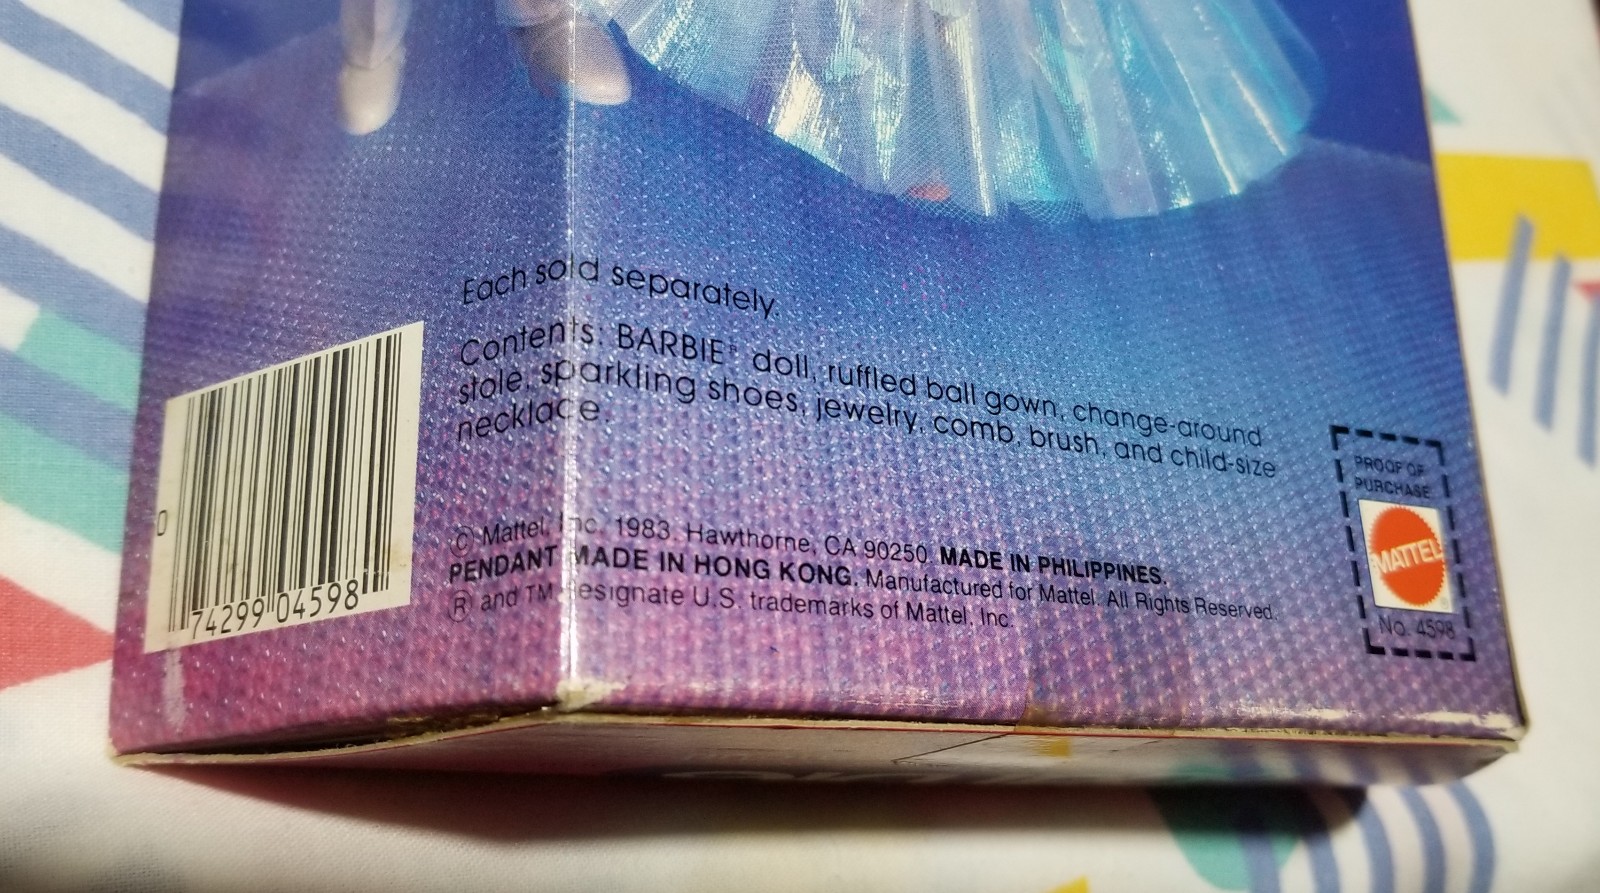 Each sold separately.
Contents: BARBIE® doll, ruffled ball gown, change-around
stole, sparkling shoes, jewelry, comb, brush, and child-size
necklace.
© Mattel, Inc. 1983. Hawthorne, CA 90250. MADE IN PHILIPPINES.
PENDANT MADE IN HONG KONG. Manufactured for Mattel. All Rights Reserved.
® and TM designate U.S. trademarks of Mattel, Inc.
0
74299 04598
PROOF OF
PURCHASE
MATTEL
No. 4598